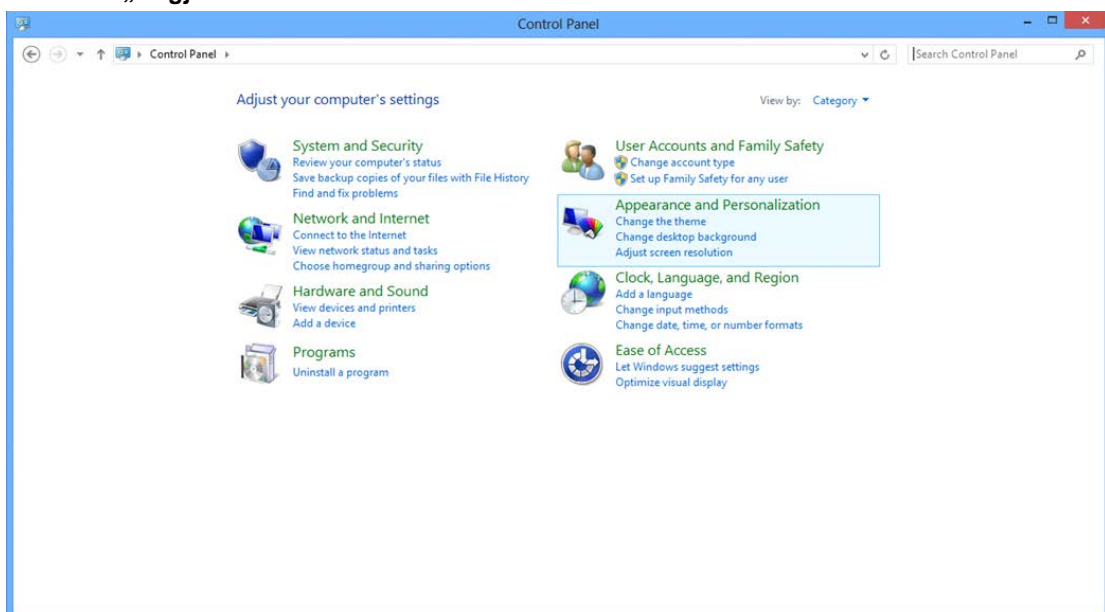 Control Panel
Control Panel
Search Control Panel
Adjust your computer's settings
View by: Category
System and Security
Review your computer's status
Save backup copies of your files with File History
Find and fix problems
Network and Internet
Connect to the Internet
View network status and tasks
Choose homegroup and sharing options
Hardware and Sound
View devices and printers
Add a device
Programs
Uninstall a program
User Accounts and Family Safety
Change account type
Set up Family Safety for any user
Appearance and Personalization
Change the theme
Change desktop background
Adjust screen resolution
Clock, Language, and Region
Add a language
Change input methods
Change date, time, or number formats
Ease of Access
Let Windows suggest settings
Optimize visual display